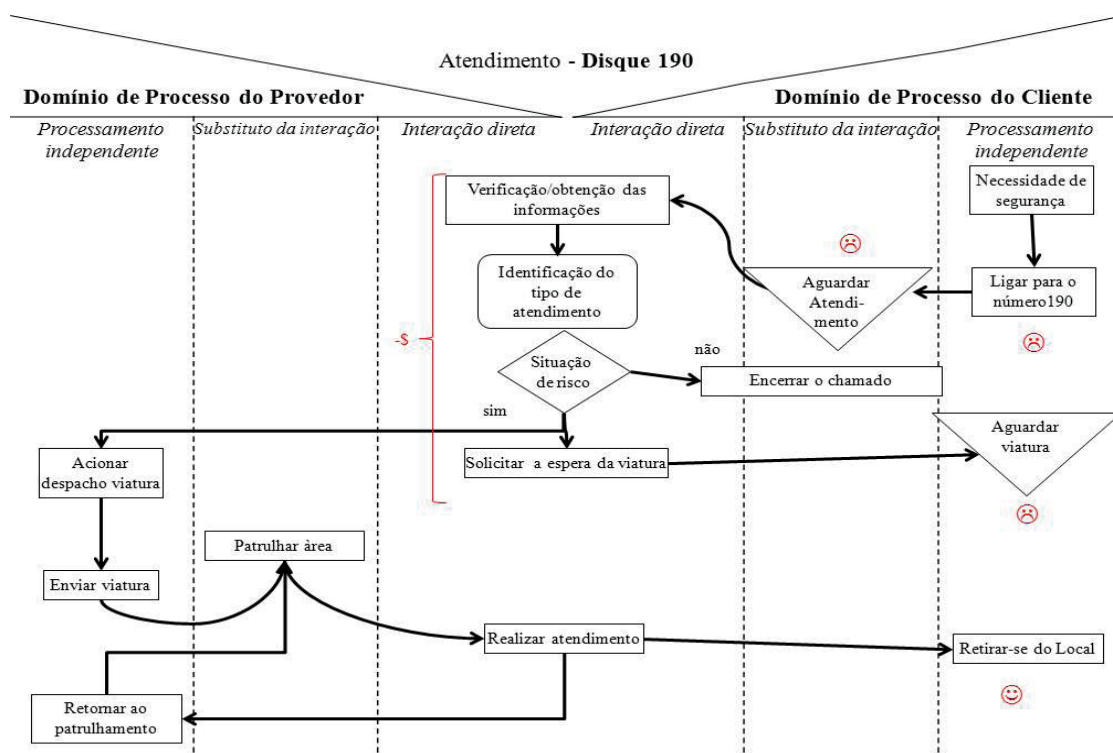 Atendimento - Disque 190
Domínio de Processo do Provedor
Domínio de Processo do Cliente
Processamento
independente
Substituto da interação
Interação direta
Interação direta
Substituto da interação
Processamento
independente
Necessidade de
segurança
Verificação/obtenção das
informações
Identificação do
tipo de
atendimento
Aguardar
Atendi-
mento
Ligar para o
número190
-$
Situação
de risco
não
Encerrar o chamado
sim
Aguardar
viatura
Acionar
despacho viatura
Solicitar a espera da viatura
Patrulhar àrea
Enviar viatura
Realizar atendimento
Retirar-se do Local
Retornar ao
patrulhamento